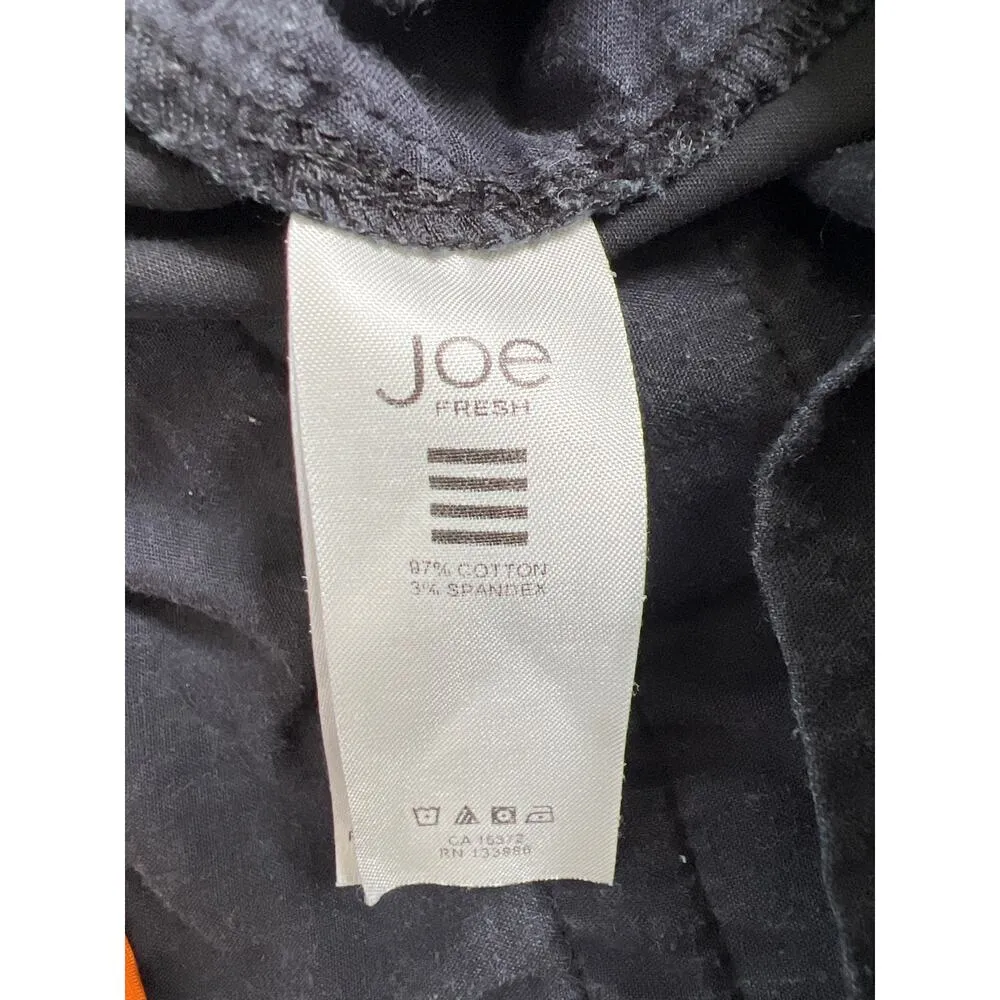 Joe
FRESH
97% COTTON
3% SPANDEX
CA 15372
RN 133886